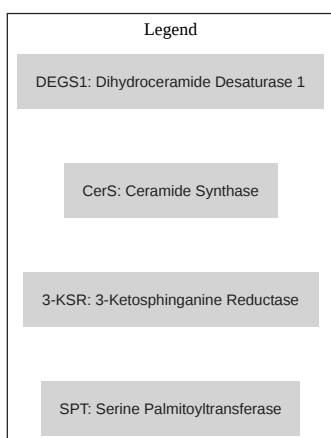 Legend
DEGS1: Dihydroceramide Desaturase 1
CerS: Ceramide Synthase
3-KSR: 3-Ketosphinganine Reductase
SPT: Serine Palmitoyltransferase